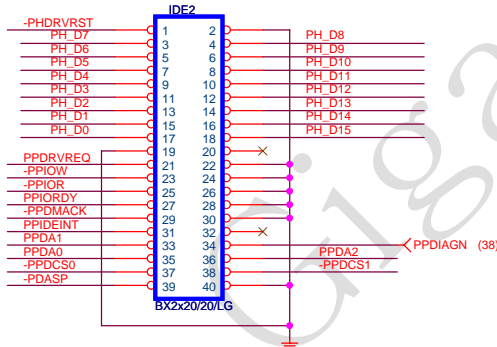 IDE2
-PHDRVRST 1 2
PH_D7 3 4 PH_D8
PH_D6 5 6 PH_D9
PH_D5 7 8 PH_D10
PH_D4 9 10 PH_D11
PH_D3 11 12 PH_D12
PH_D2 13 14 PH_D13
PH_D1 15 16 PH_D14
PH_D0 17 18 PH_D15
19 20
PPDRVREQ 21 22
-PPIOW 23 24
-PPIOR 25 26
PPIORDY 27 28
-PPDMACK 29 30
PPIDEINT 31 32
PPDA1 33 34 PPDIAGN (38)
PPDA0 35 36 PPDA2
-PPDCS0 37 38 -PPDCS1
-PDASP 39 40
BX2x20/20/LG
Giga